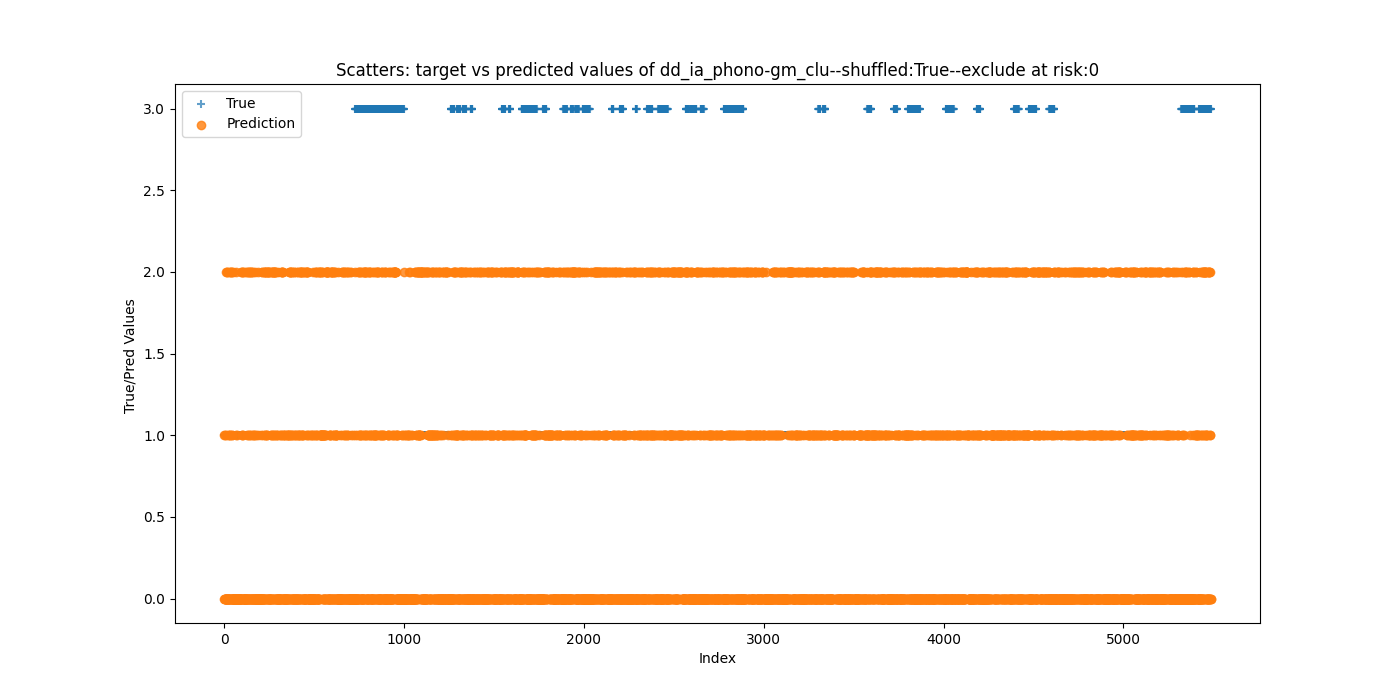 Scatters: target vs predicted values of dd_ia_phono-gm_clu--shuffled:True--exclude at risk:0
True
Prediction
3.0
2.5
2.0
1.5
1.0
0.5
0.0
True/Pred Values
0
1000
2000
3000
4000
5000
Index